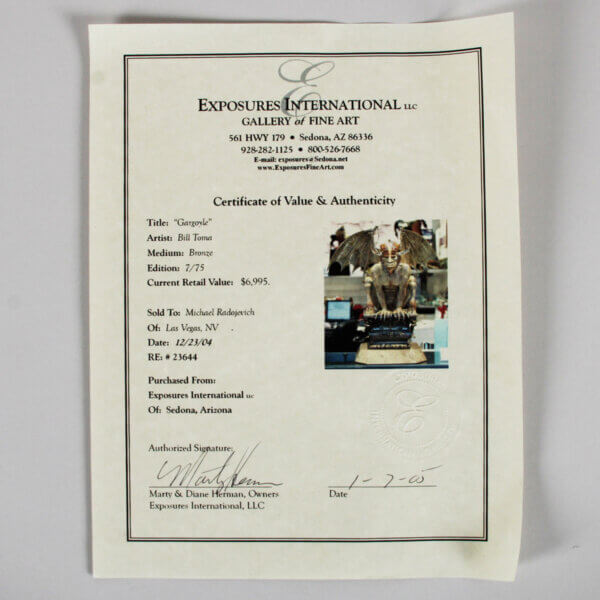 E
EXPOSURES INTERNATIONAL LLC
GALLERY of FINE ART
561 HWY 179 • Sedona, AZ 86336
928-282-1125 • 800-526-7668
E-mail: exposures@Sedona.net
www.ExposuresFineArt.com
Certificate of Value & Authenticity
Title: "Gargoyle"
Artist: Bill Toma
Medium: Bronze
Edition: 7/75
Current Retail Value: $6,995.
Sold To: Michael Radojevich
Of: Las Vegas, NV .
Date: 12/23/04
RE: # 23644
Purchased From:
Exposures International LLC
Of: Sedona, Arizona
Authorized Signature:
Marty Herman
Marty & Diane Herman, Owners
Exposures International, LLC
1-7-05
Date
E